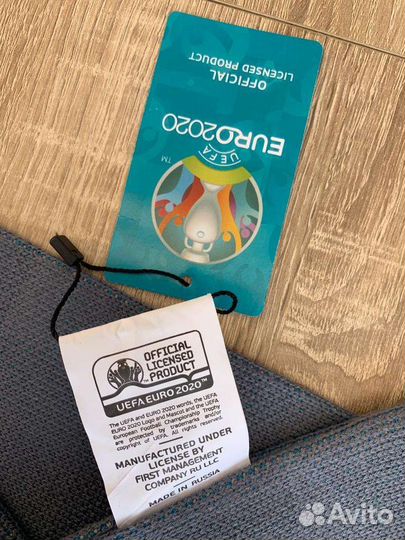 OFFICIAL
LICENSED PRODUCT
EURO2020
UEFA
TM
OFFICIAL
LICENSED
PRODUCT
UEFA EURO 2020™
The UEFA and EURO 2020 words, the UEFA
EURO 2020 Logo and Mascot and the UEFA
European Football Championship Trophy
are protected by trademarks and/or
copyright of UEFA. All rights reserved.
MANUFACTURED UNDER
LICENSE BY
FIRST MANAGEMENT
COMPANY RU LLC
MADE IN RUSSIA
Avito